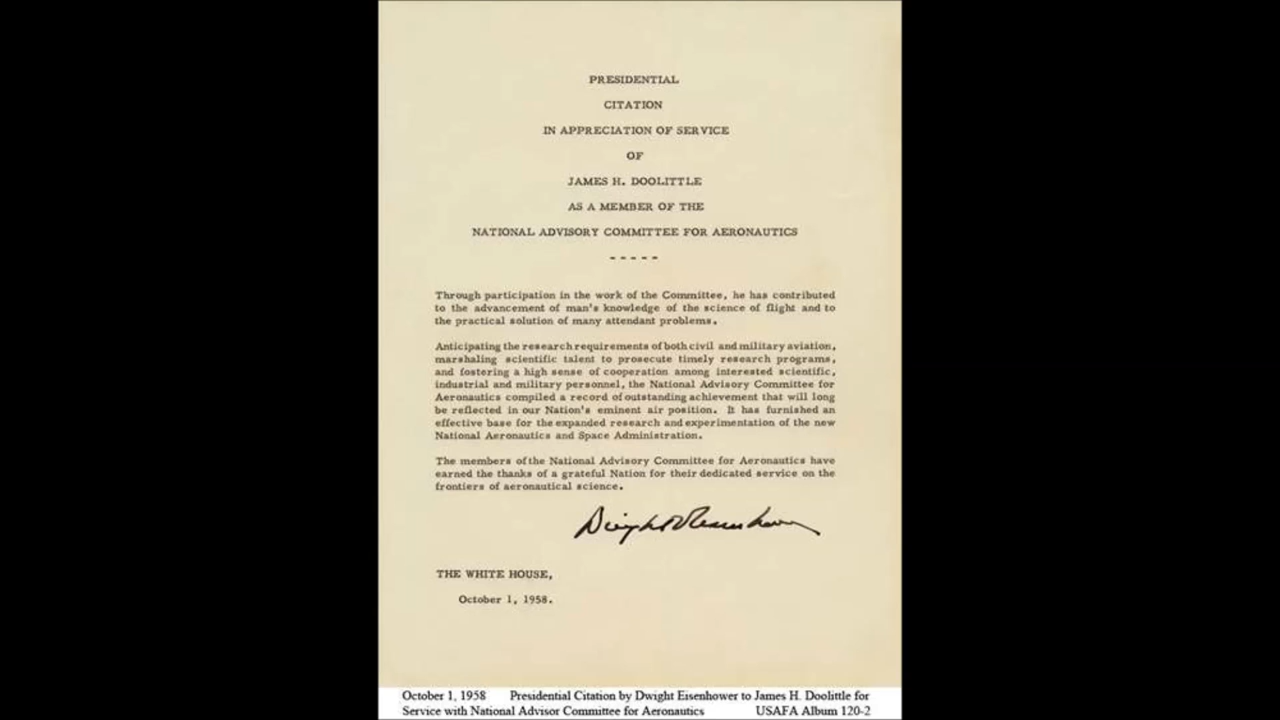 PRESIDENTIAL
CITATION
IN APPRECIATION OF SERVICE
OF
JAMES H. DOOLITTLE
AS A MEMBER OF THE
NATIONAL ADVISORY COMMITTEE FOR AERONAUTICS
- - - - -
Through participation in the work of the Committee, he has contributed
to the advancement of man's knowledge of the science of flight and to
the practical solution of many attendant problems.
Anticipating the research requirements of both civil and military aviation,
marshaling scientific talent to prosecute timely research programs,
and fostering a high sense of cooperation among interested scientific,
industrial and military personnel, the National Advisory Committee for
Aeronautics compiled a record of outstanding achievement that will long
be reflected in our Nation's eminent air position. It has furnished an
effective base for the expanded research and experimentation of the new
National Aeronautics and Space Administration.
The members of the National Advisory Committee for Aeronautics have
earned the thanks of a grateful Nation for their dedicated service on the
frontiers of aeronautical science.
Dwight D Eisenhower
THE WHITE HOUSE,
October 1, 1958.
October 1, 1958 Presidential Citation by Dwight Eisenhower to James H. Doolittle for
Service with National Advisor Committee for Aeronautics USAFA Album 120-2